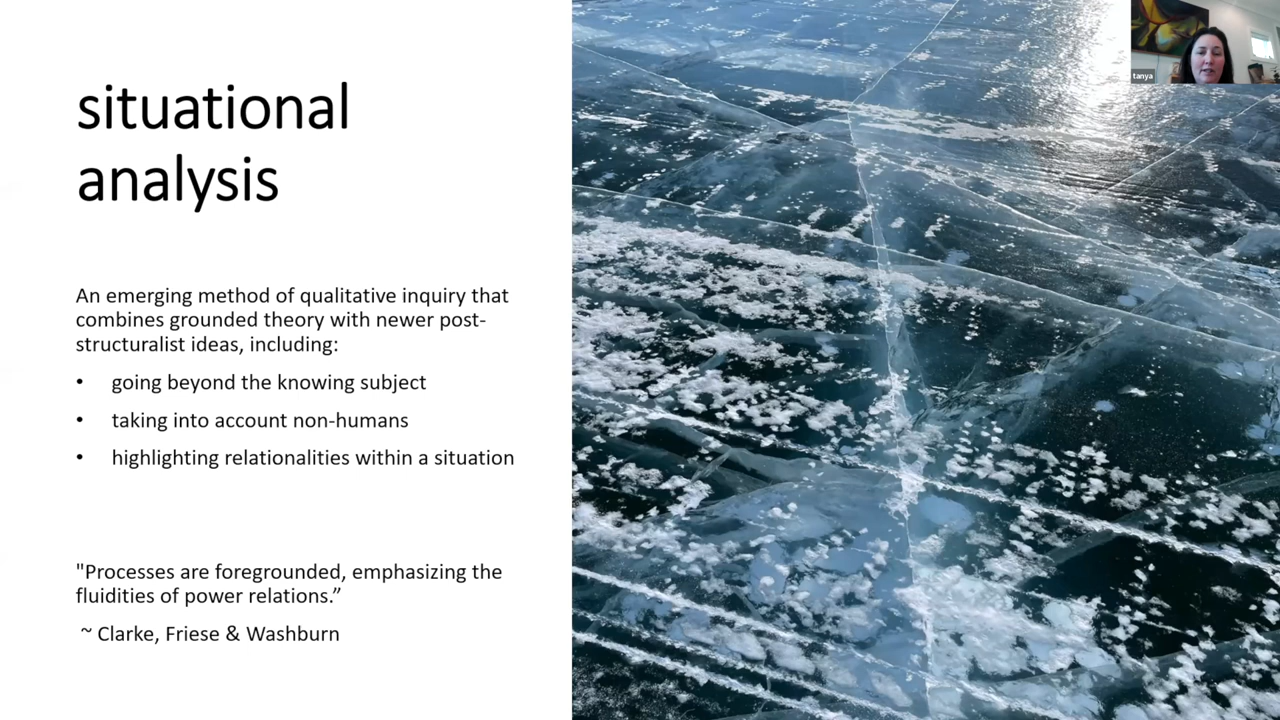 situational
analysis
An emerging method of qualitative inquiry that
combines grounded theory with newer post-
structuralist ideas, including:
• going beyond the knowing subject
• taking into account non-humans
• highlighting relationalities within a situation
"Processes are foregrounded, emphasizing the
fluidities of power relations.”
~ Clarke, Friese & Washburn
tanya